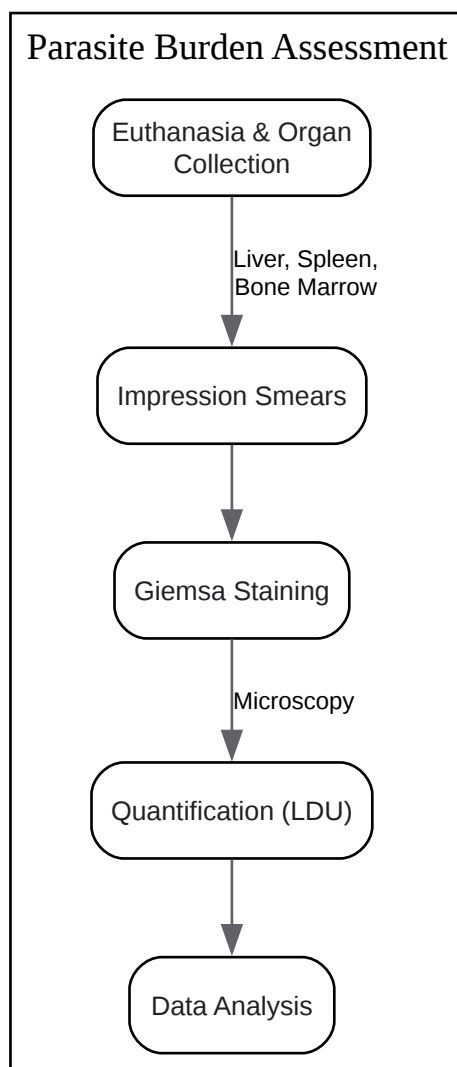 Parasite Burden Assessment
Euthanasia & Organ
Collection
Liver, Spleen,
Bone Marrow
Impression Smears
Giemsa Staining
Microscopy
Quantification (LDU)
Data Analysis